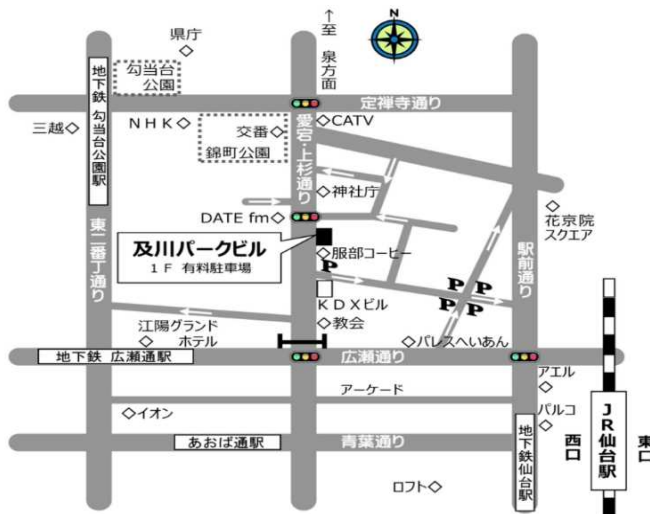 N
↑至 泉方面
県庁
勾当台
公園
地下鉄 勾当台公園駅
定禅寺通り
三越
NHK
交番
錦町公園
CATV
愛宕・上杉通り
神社庁
DATE fm
花京院
スクエア
及川パークビル
1F 有料駐車場
服部コーヒー
P
東二番丁通り
駅前通り
P P
P P
KDXビル
教会
江陽グランド
ホテル
パレスへいあん
地下鉄 広瀬通駅
広瀬通り
アエル
アーケード
イオン
パルコ
あおば通駅
青葉通り
地下鉄仙台駅
西口
JR仙台駅
東口
ロフト